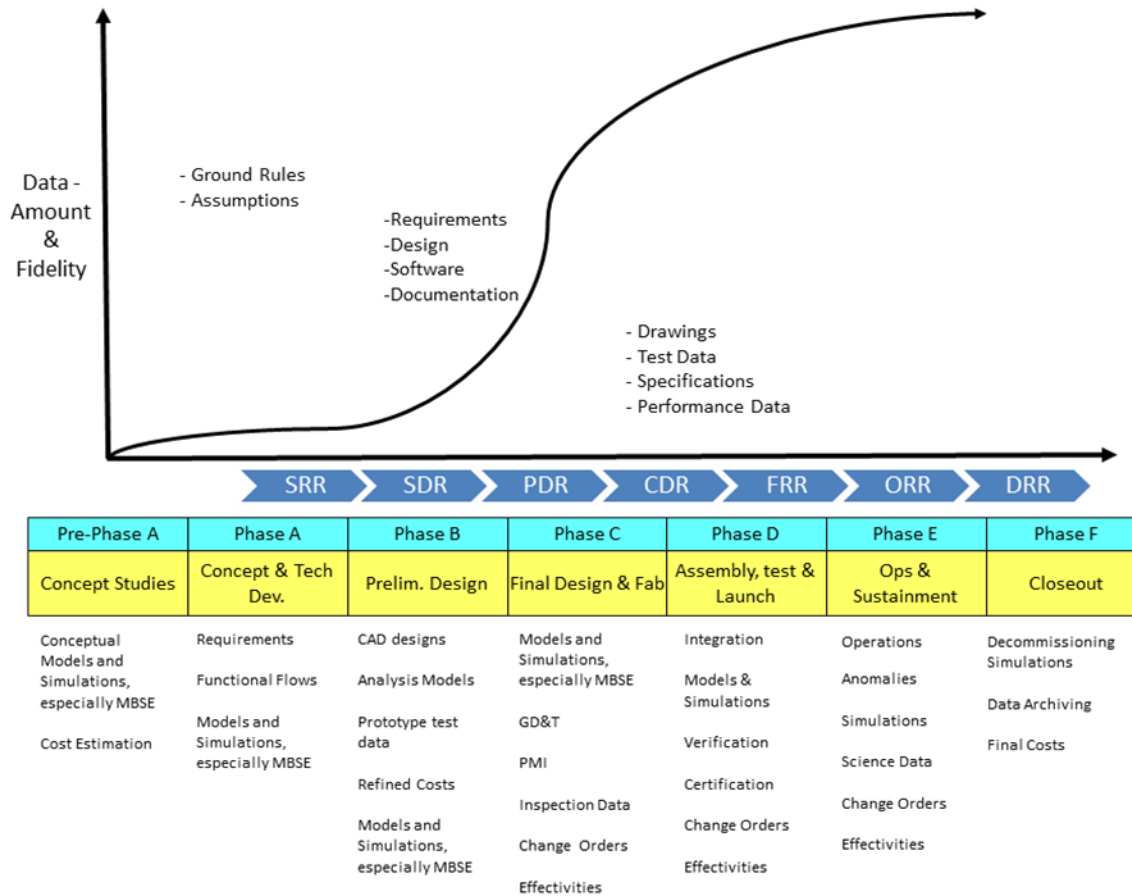 Data -
Amount
&
Fidelity
- Ground Rules
- Assumptions
-Requirements
-Design
-Software
-Documentation
- Drawings
- Test Data
- Specifications
- Performance Data
SRR
SDR
PDR
CDR
FRR
ORR
DRR
Pre-Phase A
Phase A
Phase B
Phase C
Phase D
Phase E
Phase F
Concept Studies
Concept & Tech
Dev.
Prelim. Design
Final Design & Fab
Assembly, test &
Launch
Ops &
Sustainment
Closeout
Conceptual
Models and
Simulations,
especially MBSE
Cost Estimation
Requirements
Functional Flows
Models and
Simulations,
especially MBSE
CAD designs
Analysis Models
Prototype test
data
Refined Costs
Models and
Simulations,
especially MBSE
Models and
Simulations,
especially MBSE
GD&T
PMI
Inspection Data
Change Orders
Effectivities
Integration
Models &
Simulations
Verification
Certification
Change Orders
Effectivities
Operations
Anomalies
Simulations
Science Data
Change Orders
Effectivities
Decommissioning
Simulations
Data Archiving
Final Costs